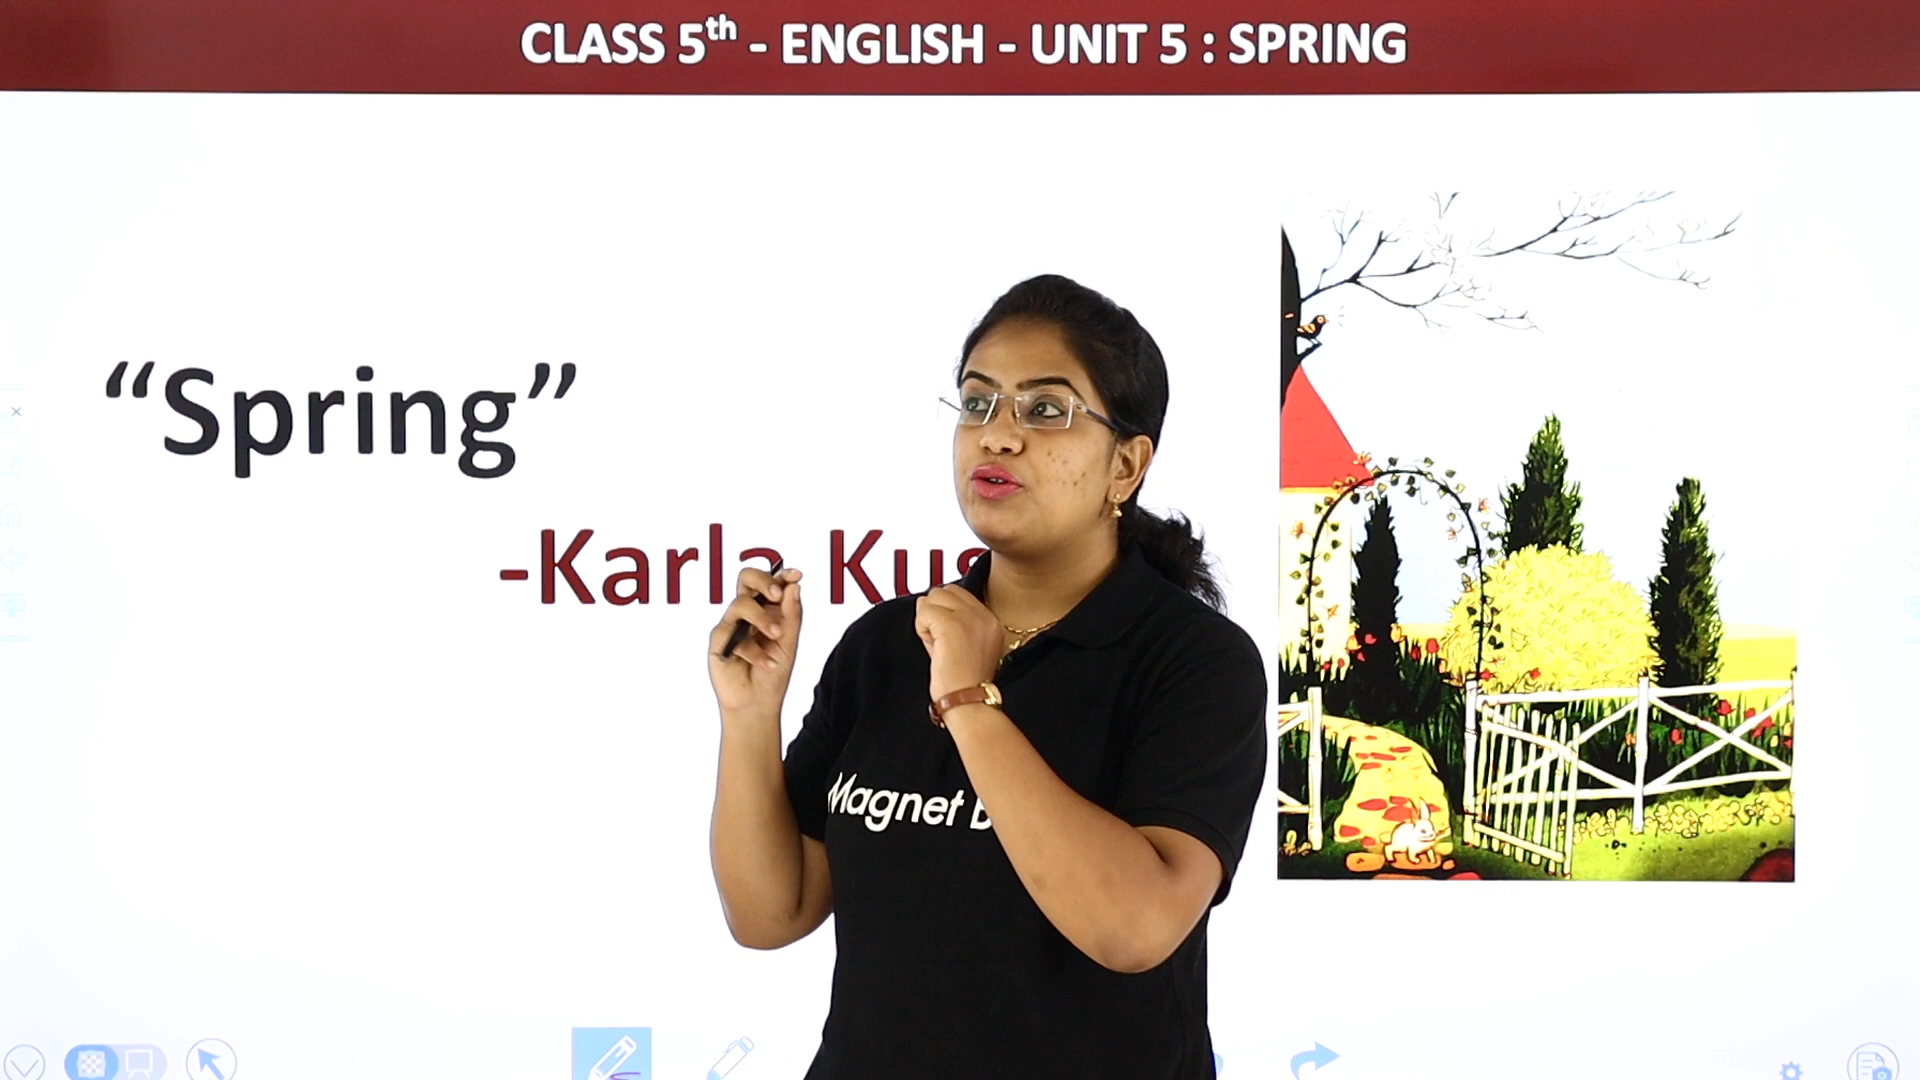 CLASS 5th - ENGLISH - UNIT 5 : SPRING
“Spring”
-Karla
Magnet